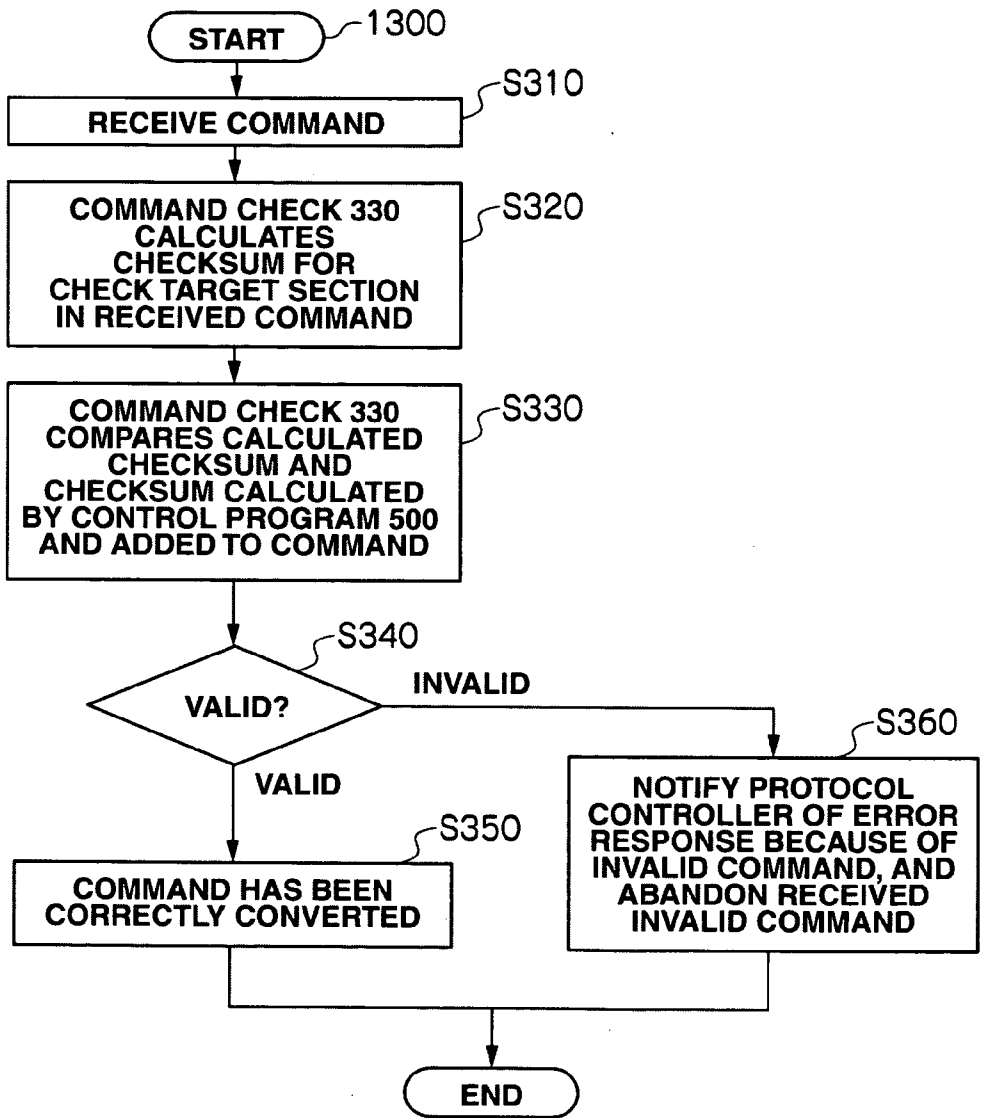 START
1300
S310
RECEIVE COMMAND
S320
COMMAND CHECK 330
CALCULATES
CHECKSUM FOR
CHECK TARGET SECTION
IN RECEIVED COMMAND
S330
COMMAND CHECK 330
COMPARES CALCULATED
CHECKSUM AND
CHECKSUM CALCULATED
BY CONTROL PROGRAM 500
AND ADDED TO COMMAND
S340
VALID?
INVALID
VALID
S360
NOTIFY PROTOCOL
CONTROLLER OF ERROR
RESPONSE BECAUSE OF
INVALID COMMAND, AND
ABANDON RECEIVED
INVALID COMMAND
S350
COMMAND HAS BEEN
CORRECTLY CONVERTED
END